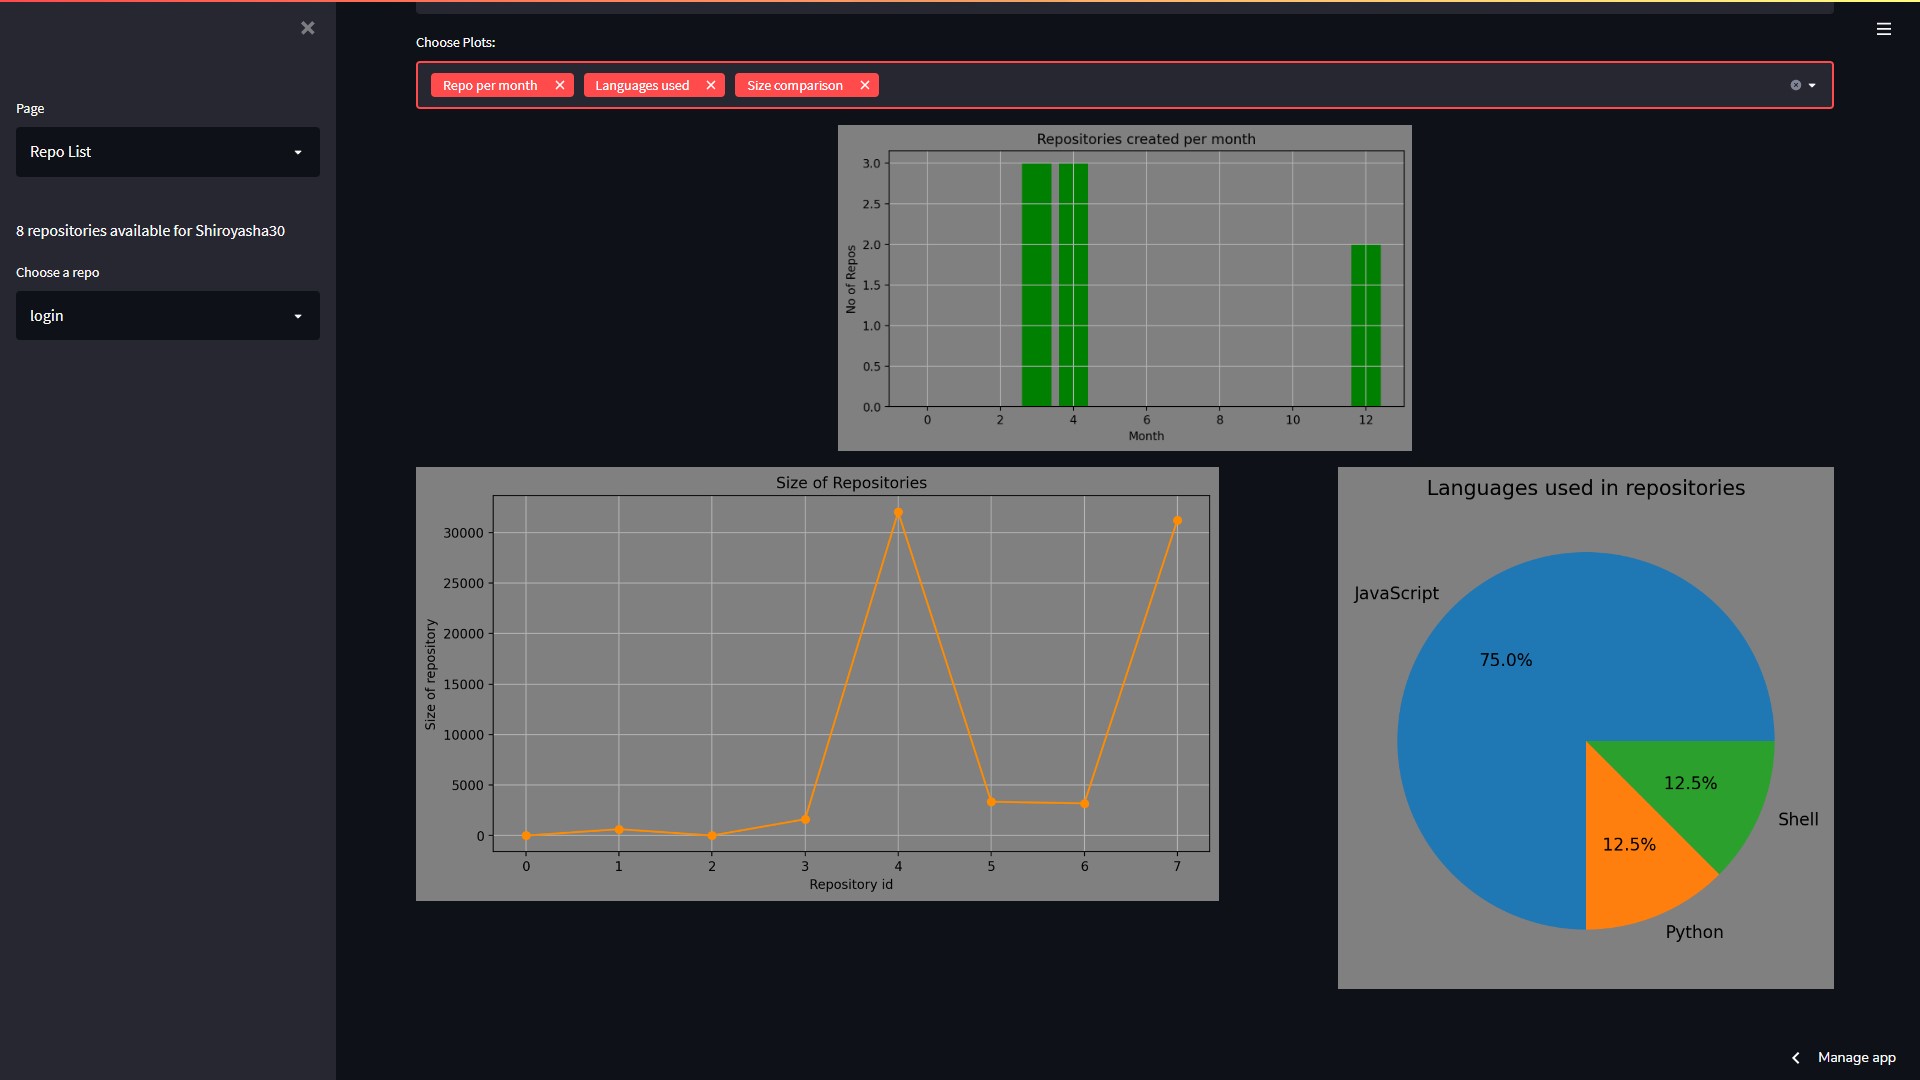 Page
Repo List
8 repositories available for Shiroyasha30
Choose a repo
login
Choose Plots:
Repo per month
Languages used
Size comparison
Repositories created per month
3.0
2.5
2.0
1.5
1.0
0.5
0.0
No of Repos
0 2 4 6 8 10 12
Month
Size of Repositories
30000
25000
20000
15000
10000
5000
0
Size of repository
0 1 2 3 4 5 6 7
Repository id
Languages used in repositories
JavaScript
75.0%
12.5%
Shell
12.5%
Python
Manage app